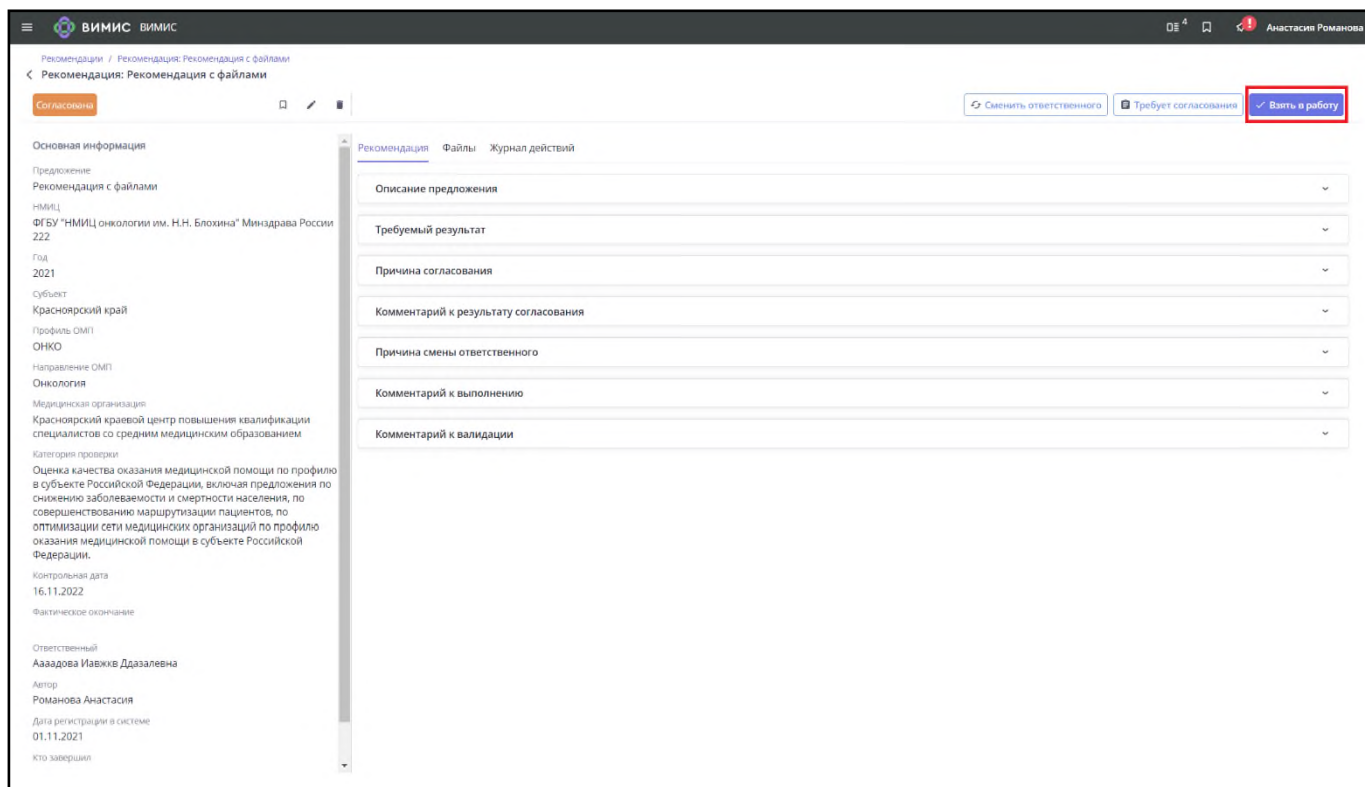 ВИМИС ВИМИС
4
Анастасия Романова
Рекомендации / Рекомендация: Рекомендация с файлами
Рекомендация: Рекомендация с файлами
Согласована
Сменить ответственного
Требует согласования
Взять в работу
Основная информация
Предложение
Рекомендация с файлами
НМИЦ
ФГБУ "НМИЦ онкологии им. Н.Н. Блохина" Минздрава России
222
Год
2021
Субъект
Красноярский край
Профиль ОМП
ОНКО
Направление ОМП
Онкология
Медицинская организация
Красноярский краевой центр повышения квалификации
специалистов со средним медицинским образованием
Категория проверки
Оценка качества оказания медицинской помощи по профилю
в субъекте Российской Федерации, включая предложения по
снижению заболеваемости и смертности населения, по
совершенствованию маршрутизации пациентов, по
оптимизации сети медицинских организаций по профилю
оказания медицинской помощи в субъекте Российской
Федерации.
Контрольная дата
16.11.2022
Фактическое окончание
Ответственный
Аааадова Иавжкв Ддазалевна
Автор
Романова Анастасия
Дата регистрации в системе
01.11.2021
Кто завершил
Рекомендация Файлы Журнал действий
Описание предложения
Требуемый результат
Причина согласования
Комментарий к результату согласования
Причина смены ответственного
Комментарий к выполнению
Комментарий к валидации